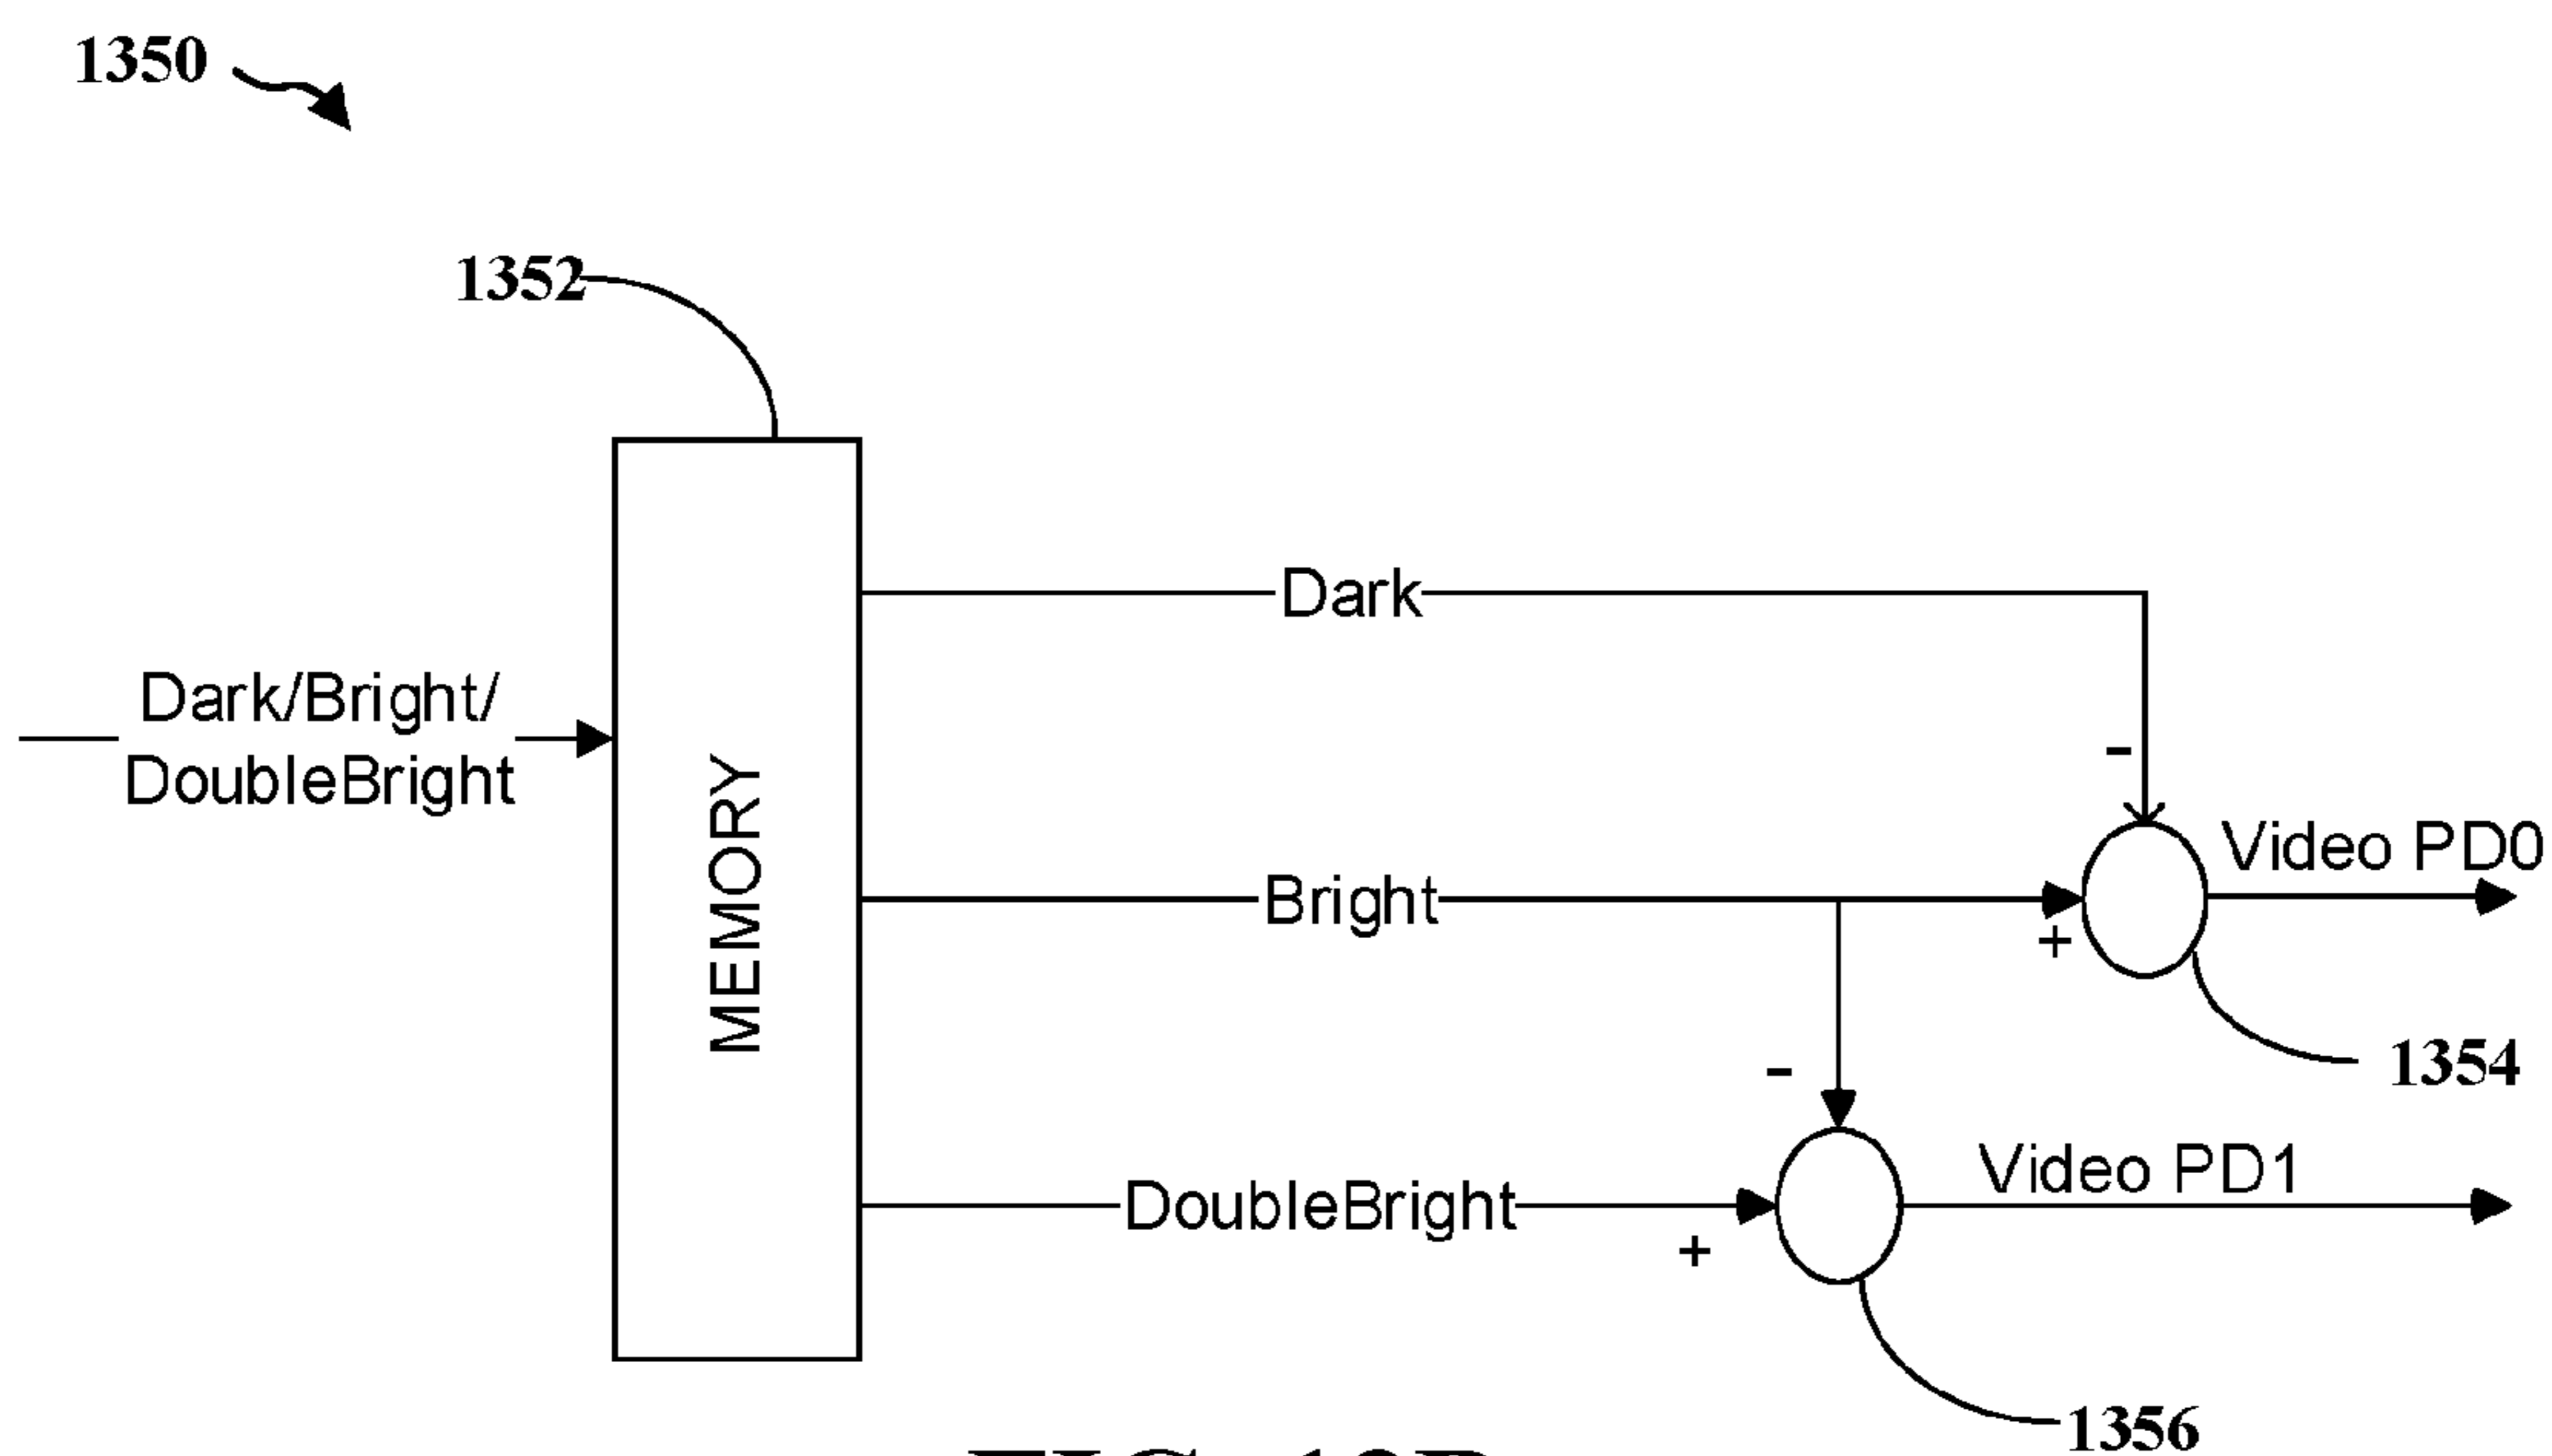 1350
1352
Dark
Dark/Bright/
DoubleBright
MEMORY
-
Video PD0
Bright
+
1354
-
Video PD1
DoubleBright
+
1356